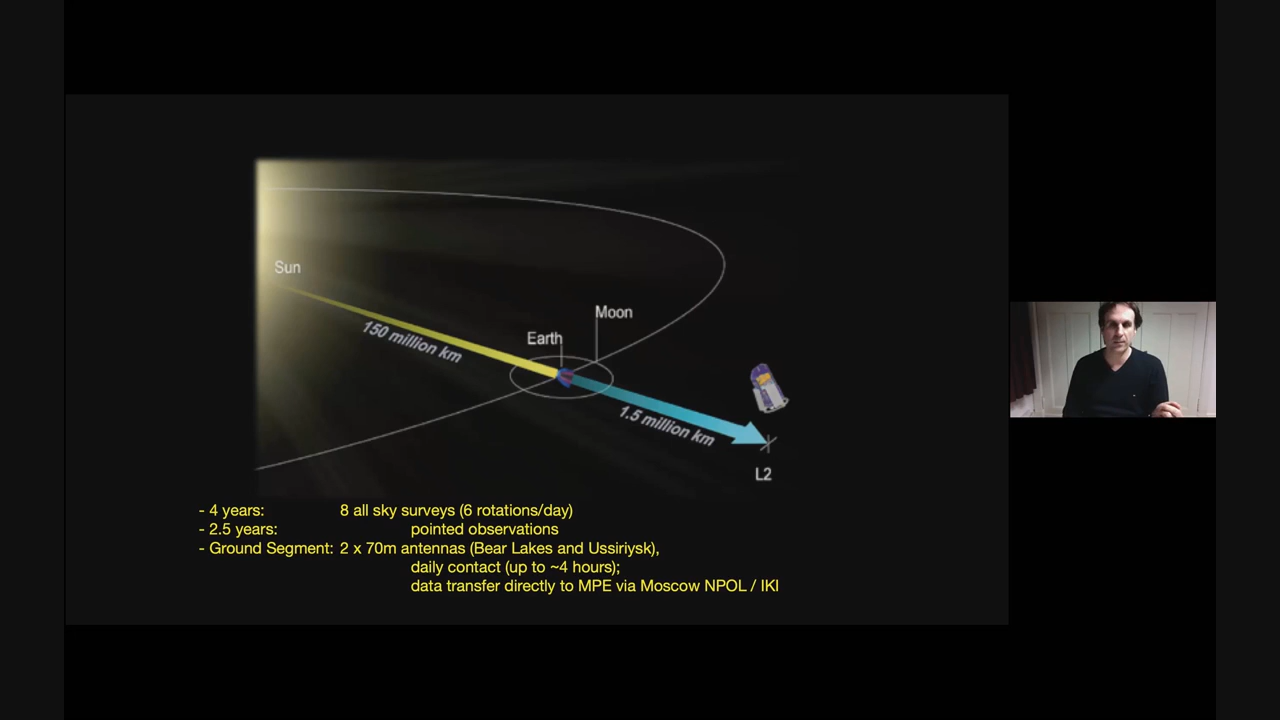 Sun
150 million km
Earth
Moon
1.5 million km
L2
- 4 years: 8 all sky surveys (6 rotations/day)
- 2.5 years: pointed observations
- Ground Segment: 2 x 70m antennas (Bear Lakes and Ussiriysk),
daily contact (up to ~4 hours);
data transfer directly to MPE via Moscow NPOL / IKI